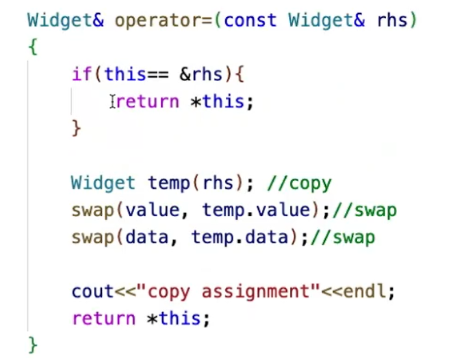 Widget& operator=(const Widget& rhs)
{
if(this== &rhs){
return *this;
}
Widget temp(rhs); //copy
swap(value, temp.value);//swap
swap(data, temp.data);//swap
cout<<"copy assignment"<<endl;
return *this;
}